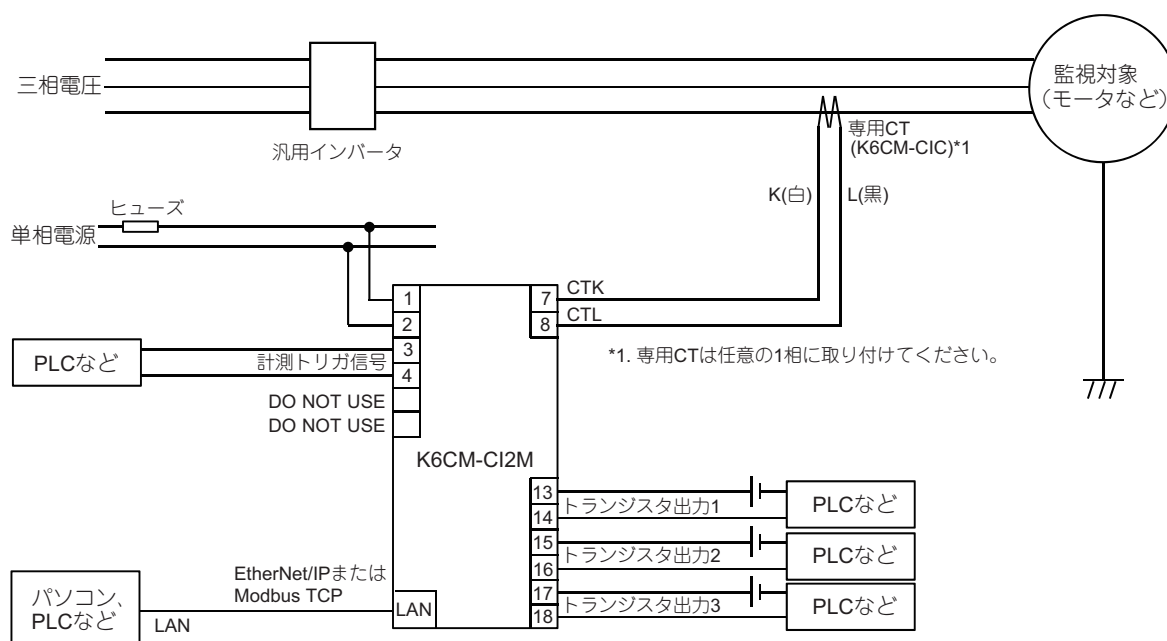 三相電圧
汎用インバータ
監視対象
（モータなど）
専用CT
(K6CM-CIC)*1
K(白)
L(黒)
ヒューズ
単相電源
1
2
3
4
7
8
CTK
CTL
*1. 専用CTは任意の1相に取り付けてください。
PLCなど
計測トリガ信号
DO NOT USE
DO NOT USE
K6CM-CI2M
13
14
15
16
17
18
トランジスタ出力1
PLCなど
トランジスタ出力2
PLCなど
トランジスタ出力3
PLCなど
EtherNet/IPまたは
Modbus TCP
LAN
パソコン、
PLCなど
LAN